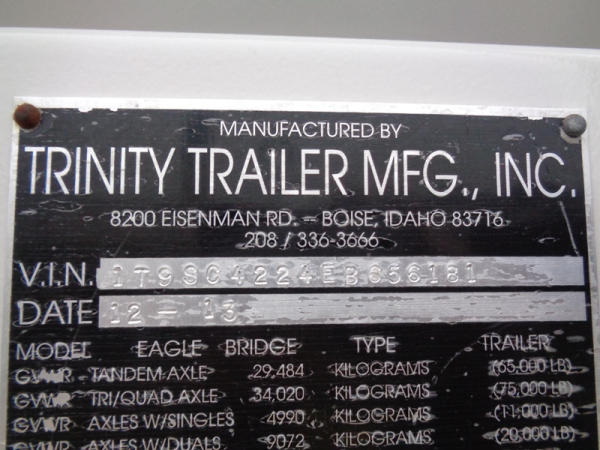 MANUFACTURED BY
TRINITY TRAILER MFG., INC.
8200 EISENMAN RD. – BOISE, IDAHO 83716
208 / 336-3666
V.I.N. 1T9SC4224EB656181
DATE 12 – 13
MODEL EAGLE BRIDGE TYPE TRAILER
GVWR TANDEM AXLE 29,484 KILOGRAMS (65,000 LB)
GVWR TRI/QUAD AXLE 34,020 KILOGRAMS (75,000 LB)
GVWR AXLES W/SINGLES 4990 KILOGRAMS (11,000 LB)
GVWR AXLES W/DUALS 9072 KILOGRAMS (20,000 LB)